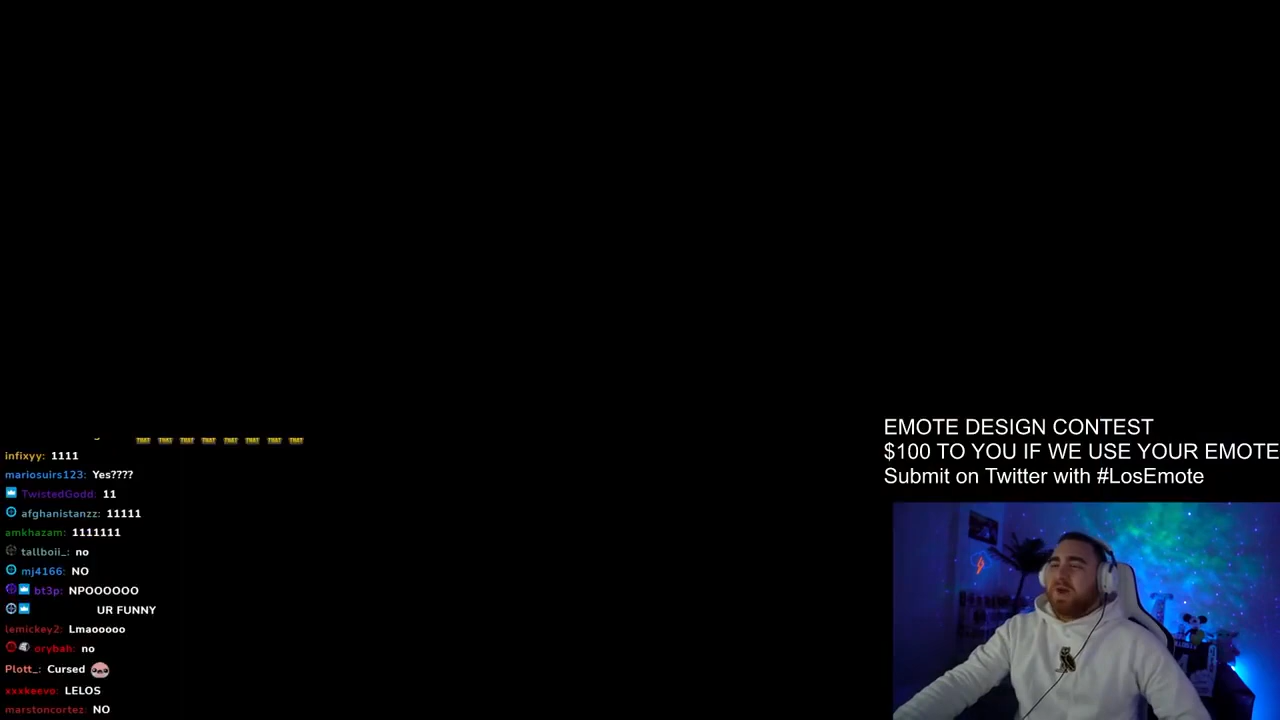 EMOTE DESIGN CONTEST
$100 TO YOU IF WE USE YOUR EMOTE
Submit on Twitter with #LosEmote
infixyy: 1111
mariosuirs123: Yes????
TwistedGodd: 11
afghanistanzz: 11111
amkhazam: 1111111
tallboii_: no
mj4166: NO
bt3p: NPOOOOOO
UR FUNNY
lemickey2: Lmaooooo
orybah: no
Plott_: Cursed
xxxkeevo: LELOS
marstoncortez: NO